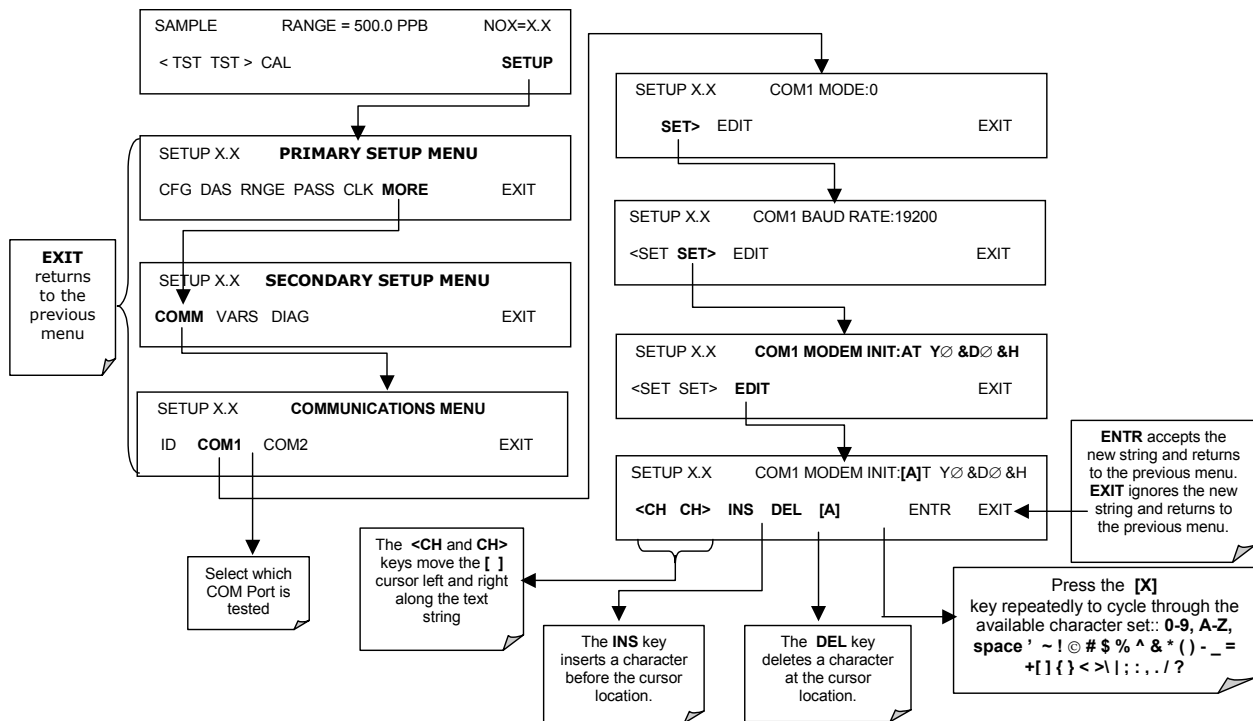 SAMPLE RANGE = 500.0 PPB NOX=X.X
< TST TST > CAL SETUP
SETUP X.X PRIMARY SETUP MENU
CFG DAS RNGE PASS CLK MORE EXIT
EXIT
returns
to the
previous
menu
SETUP X.X SECONDARY SETUP MENU
COMM VARS DIAG EXIT
SETUP X.X COMMUNICATIONS MENU
ID COM1 COM2 EXIT
Select which
COM Port is
tested
SETUP X.X COM1 MODE:0
SET> EDIT EXIT
SETUP X.X COM1 BAUD RATE:19200
<SET SET> EDIT EXIT
SETUP X.X COM1 MODEM INIT:AT Y∅ &D∅ &H
<SET SET> EDIT EXIT
SETUP X.X COM1 MODEM INIT:[A]T Y∅ &D∅ &H
<CH CH> INS DEL [A] ENTR EXIT
ENTR accepts the
new string and returns
to the previous menu.
EXIT ignores the new
string and returns to
the previous menu.
The <CH and CH>
keys move the [ ]
cursor left and right
along the text
string
The INS key
inserts a character
before the cursor
location.
The DEL key
deletes a character
at the cursor
location.
Press the [X]
key repeatedly to cycle through the
available character set:: 0-9, A-Z,
space ' ~ ! © # $ % ^ & * ( ) - _ =
+[ ] { } < >\ | ; : , . / ?